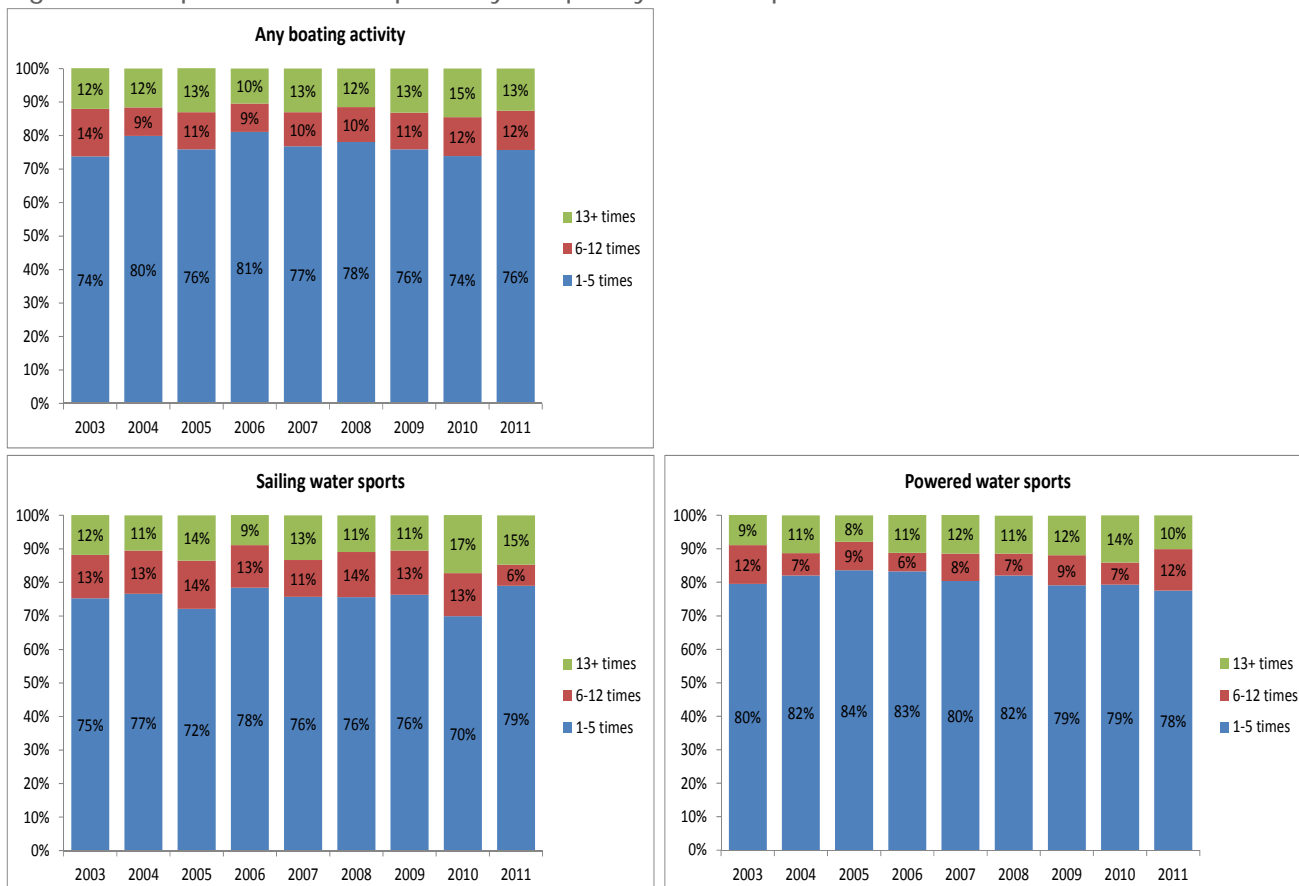 Any boating activity
100%
90%
80%
70%
60%
50%
40%
30%
20%
10%
0%
12% 12% 13% 10% 13% 12% 13% 15% 13%
14% 9% 11% 9% 10% 10% 11% 12% 12%
74% 80% 76% 81% 77% 78% 76% 74% 76%
2003 2004 2005 2006 2007 2008 2009 2010 2011
13+ times
6-12 times
1-5 times
Sailing water sports
100%
90%
80%
70%
60%
50%
40%
30%
20%
10%
0%
12% 11% 14% 9% 13% 11% 11% 17% 15%
13% 13% 14% 13% 11% 14% 13% 13% 6%
75% 77% 72% 78% 76% 76% 76% 70% 79%
2003 2004 2005 2006 2007 2008 2009 2010 2011
13+ times
6-12 times
1-5 times
Powered water sports
100%
90%
80%
70%
60%
50%
40%
30%
20%
10%
0%
9% 11% 8% 11% 12% 11% 12% 14% 10%
12% 7% 9% 6% 8% 7% 9% 7% 12%
80% 82% 84% 83% 80% 82% 79% 79% 78%
2003 2004 2005 2006 2007 2008 2009 2010 2011
13+ times
6-12 times
1-5 times